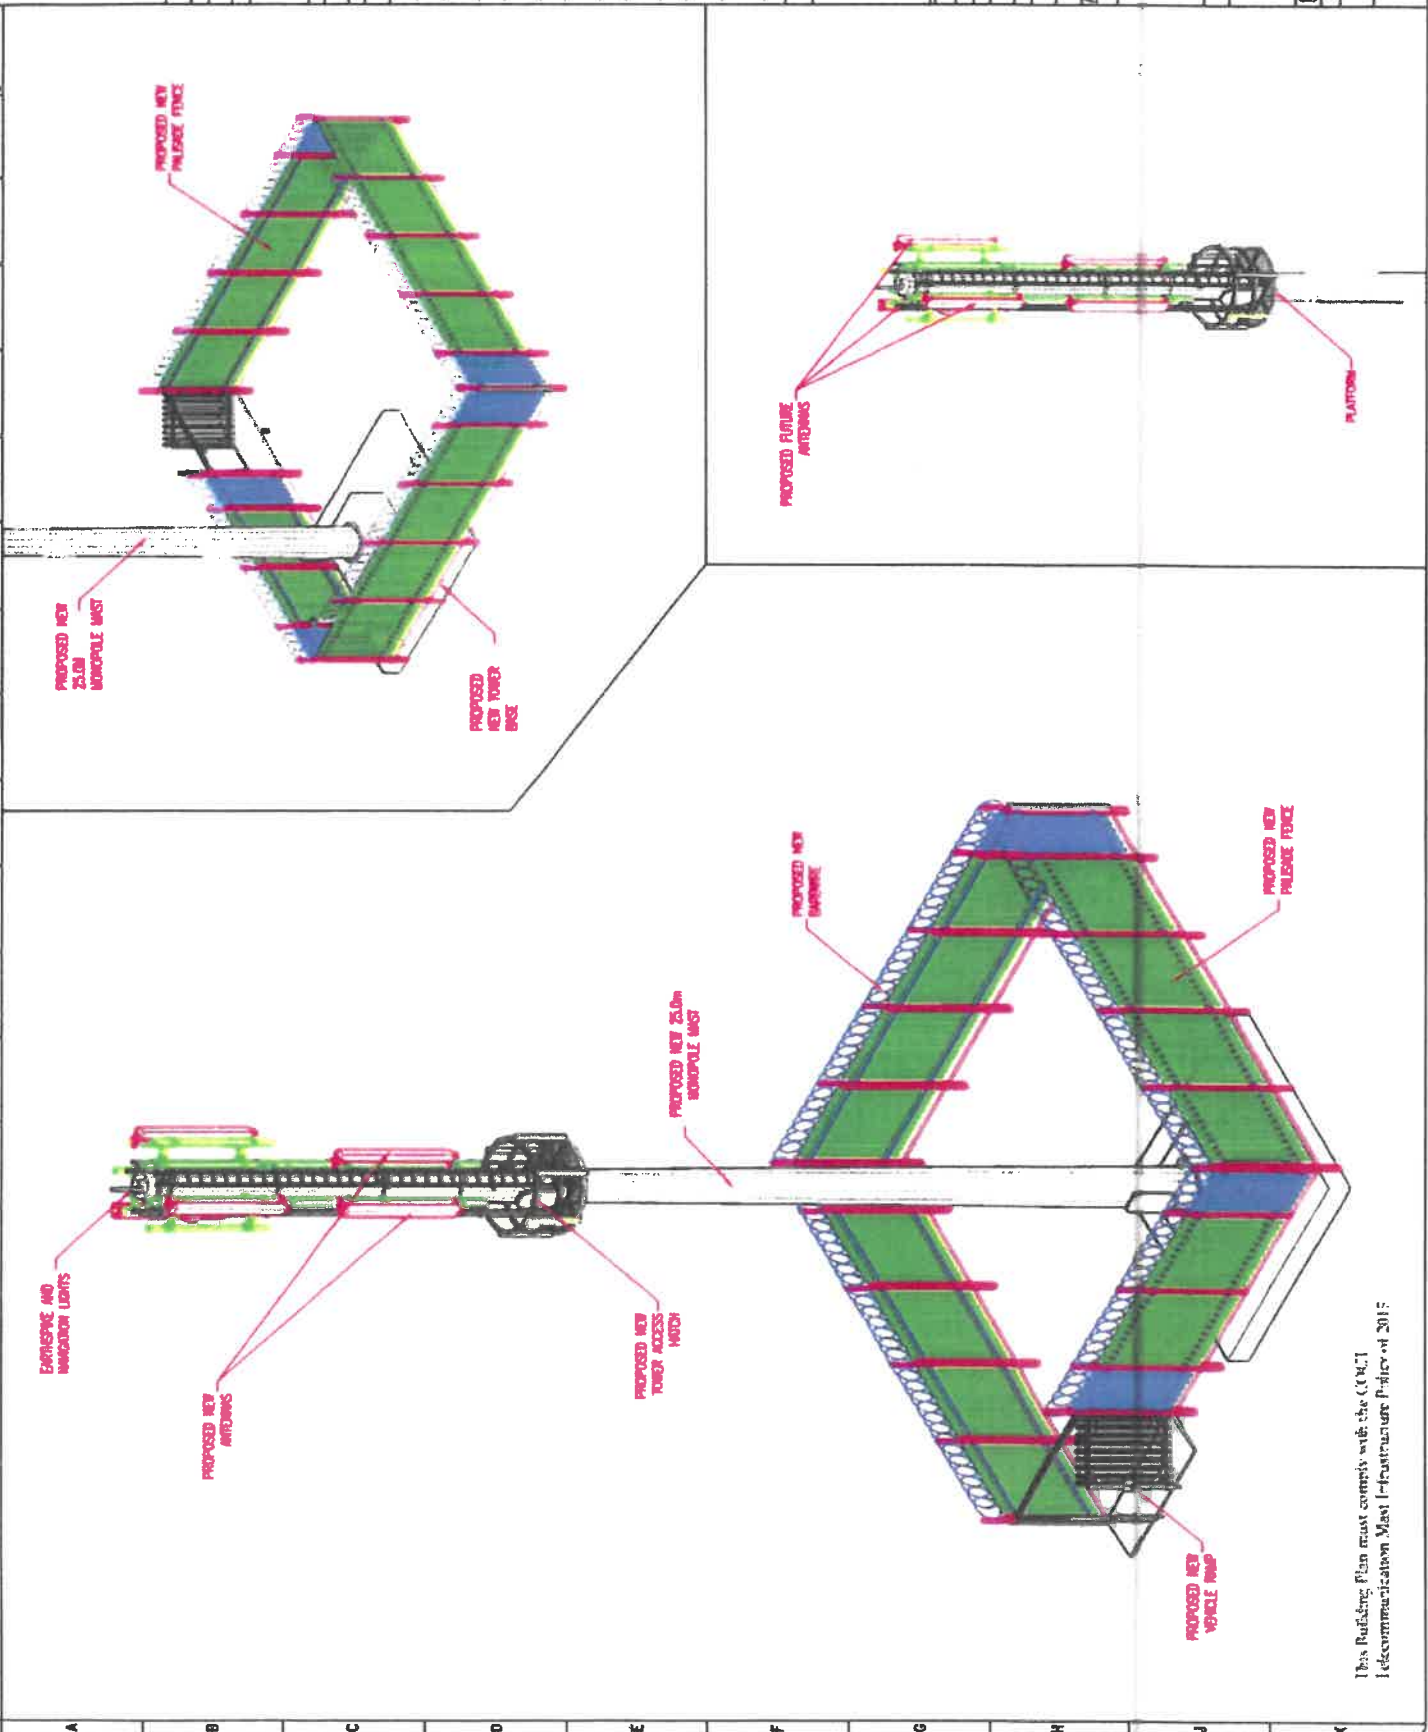 PROPOSED NEW
PALISADE FENCE
PROPOSED NEW
25.0M
MONOPOLE MAST
PROPOSED
NEW TOWER
BASE
PROPOSED FUTURE
ANTENNAS
PLATFORM
EARTHSPIKE AND
NAVIGATION LIGHTS
PROPOSED NEW
ANTENNAS
PROPOSED NEW
TOWER ACCESS
HATCH
PROPOSED NEW 25.0m
MONOPOLE MAST
PROPOSED NEW
BARBWIRE
PROPOSED NEW
PALISADE FENCE
PROPOSED NEW
VEHICLE RAMP
This Building Plan must comply with the COCT
Telecommunication Mast Infrastructure Policy of 2015
A
B
C
D
E
F
G
H
J
K